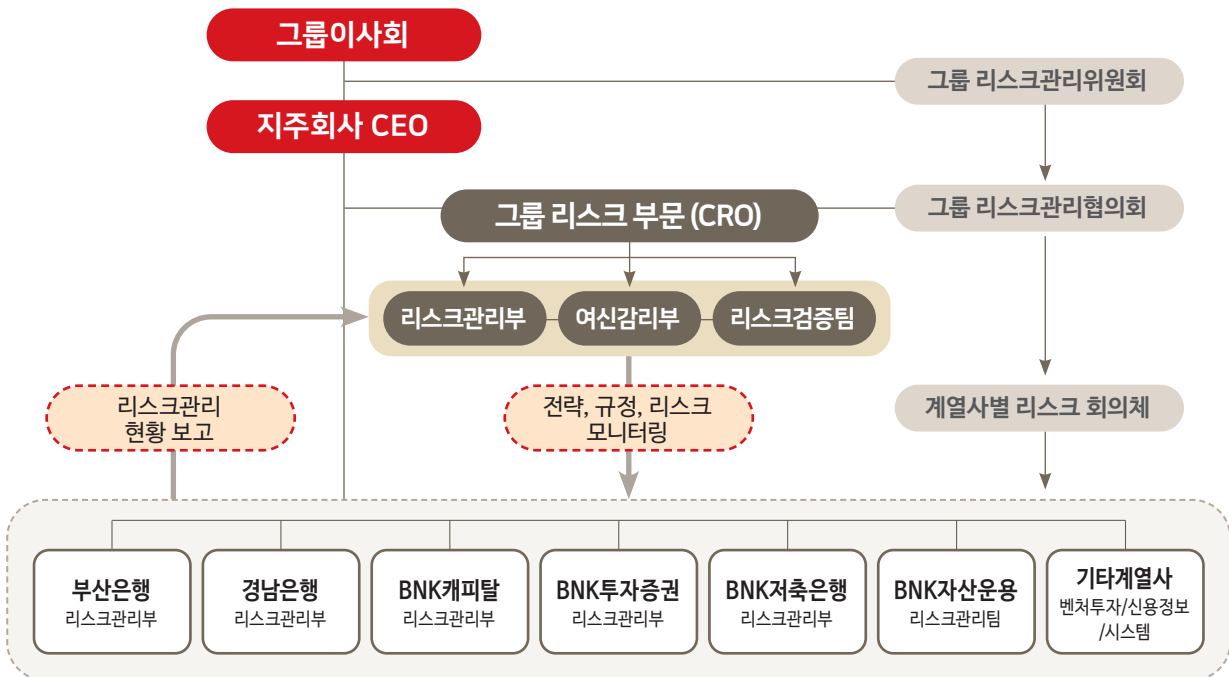 그룹이사회
그룹 리스크관리위원회
지주회사 CEO
그룹 리스크 부문 (CRO)
그룹 리스크관리협의회
리스크관리부
여신감리부
리스크검증팀
리스크관리
현황 보고
전략, 규정, 리스크
모니터링
계열사별 리스크 회의체
부산은행
리스크관리부
경남은행
리스크관리부
BNK캐피탈
리스크관리부
BNK투자증권
리스크관리부
BNK저축은행
리스크관리부
BNK자산운용
리스크관리팀
기타계열사
벤처투자/신용정보
/시스템